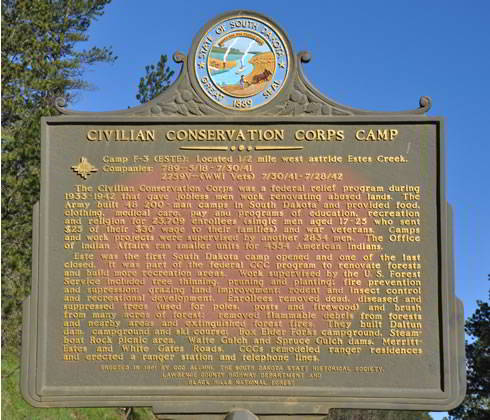 STATE OF SOUTH DAKOTA
GREAT SEAL
1889
CIVILIAN CONSERVATION CORPS CAMP
Camp F-3 (ESTE): Located 1/2 mile west astride Estes Creek.
Companies: 789--5/18-7/30/41
2759V--(WWI Vets) 7/30/41-7/28/42
The Civilian Conservation Corps was a federal relief program during
1933-1942 that gave jobless men work renovating abused lands. The
Army built 48 200-man camps in South Dakota and provided food,
clothing, medical care, pay and programs of education, recreation
and religion for 23,709 enrollees (single men aged 17-25 who sent
$25 of their $30 wage to their families) and war veterans. Camps
and work projects were supervised by another 2834 men. The Office
of Indian Affairs ran smaller units for 4554 American Indians.
Este was the first South Dakota camp opened and one of the last
closed. It was part of the federal CCC program to renovate forests
and build more recreation areas. Work supervised by the U.S. Forest
Service included tree thinning, pruning and planting; fire prevention
and supression; grazing land improvement; rodent and insect control
and recreational development. Enrollees removed dead, diseased and
suppressed trees (used for poles, posts and firewood) and brush
from many acres of forest; removed flammable debris from forests
and nearby areas and extinguished forest fires. They built Dalton
dam, campground and ski course; Box Elder Forks campground, Steam-
boat Rock picnic area, Waite Gulch and Spruce Gulch dams, Merritt-
Estes and White Gates Roads. CCCs remodeled ranger residences
and erected a ranger station and telephone lines.
ERECTED IN 1991 BY CCC ALUMNI, THE SOUTH DAKOTA STATE HISTORICAL SOCIETY,
LAWRENCE COUNTY HIGHWAY DEPARTMENT AND
BLACK HILLS NATIONAL FOREST